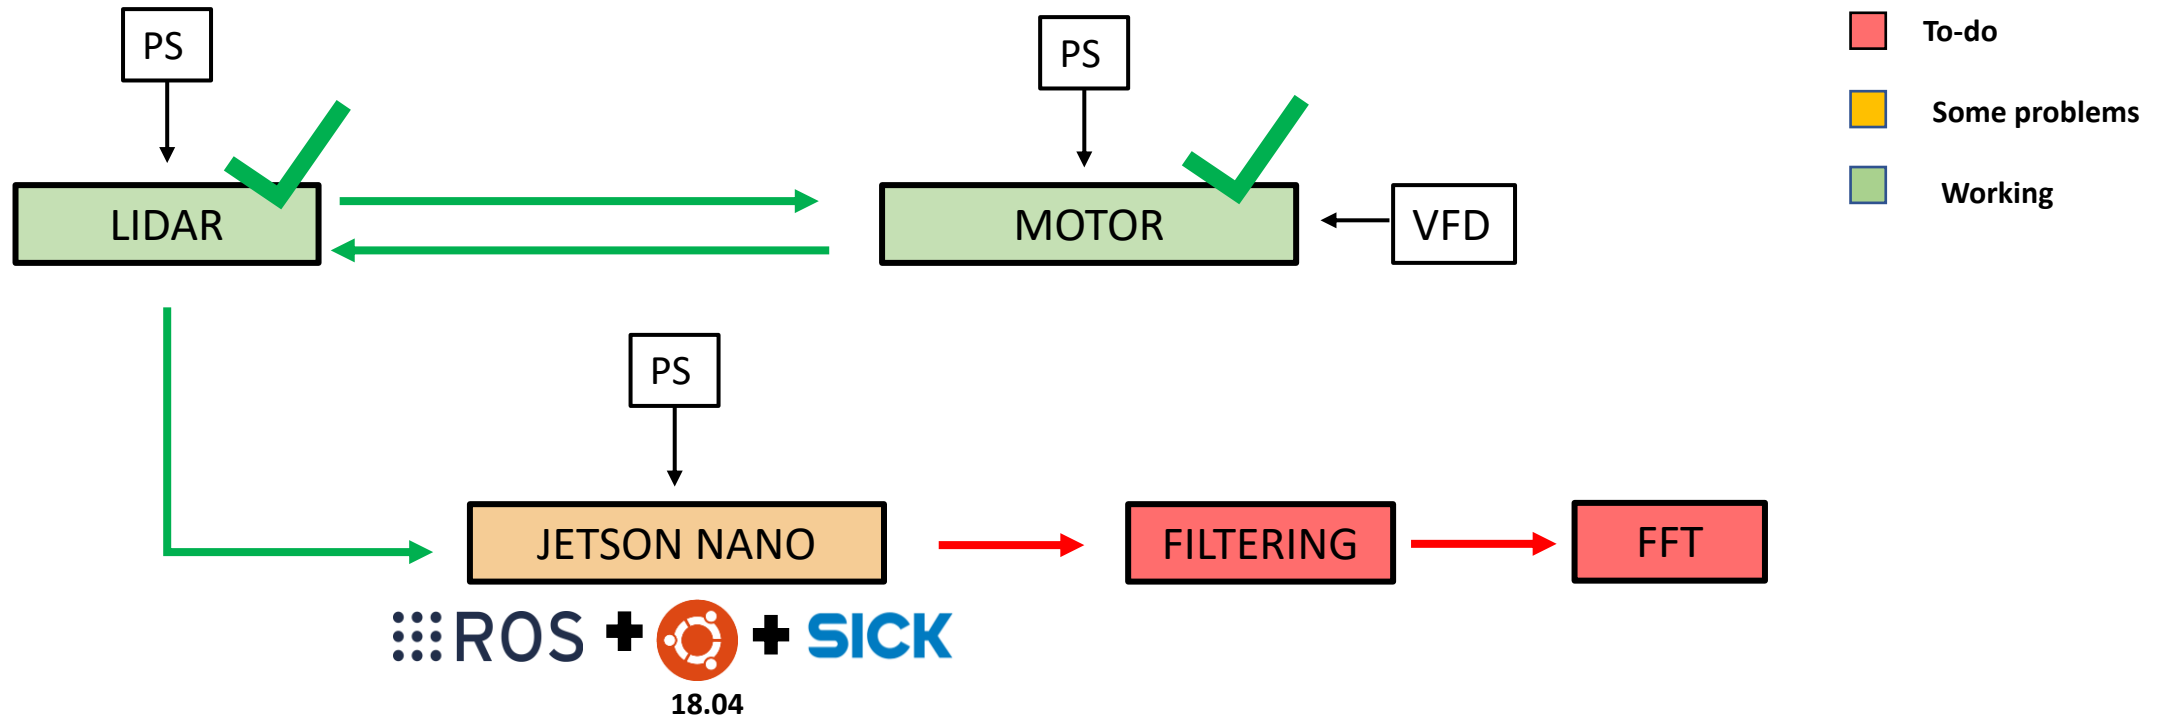 PS
PS
To-do
Some problems
Working
LIDAR
MOTOR
VFD
PS
JETSON NANO
FILTERING
FFT
ROS
SICK
18.04